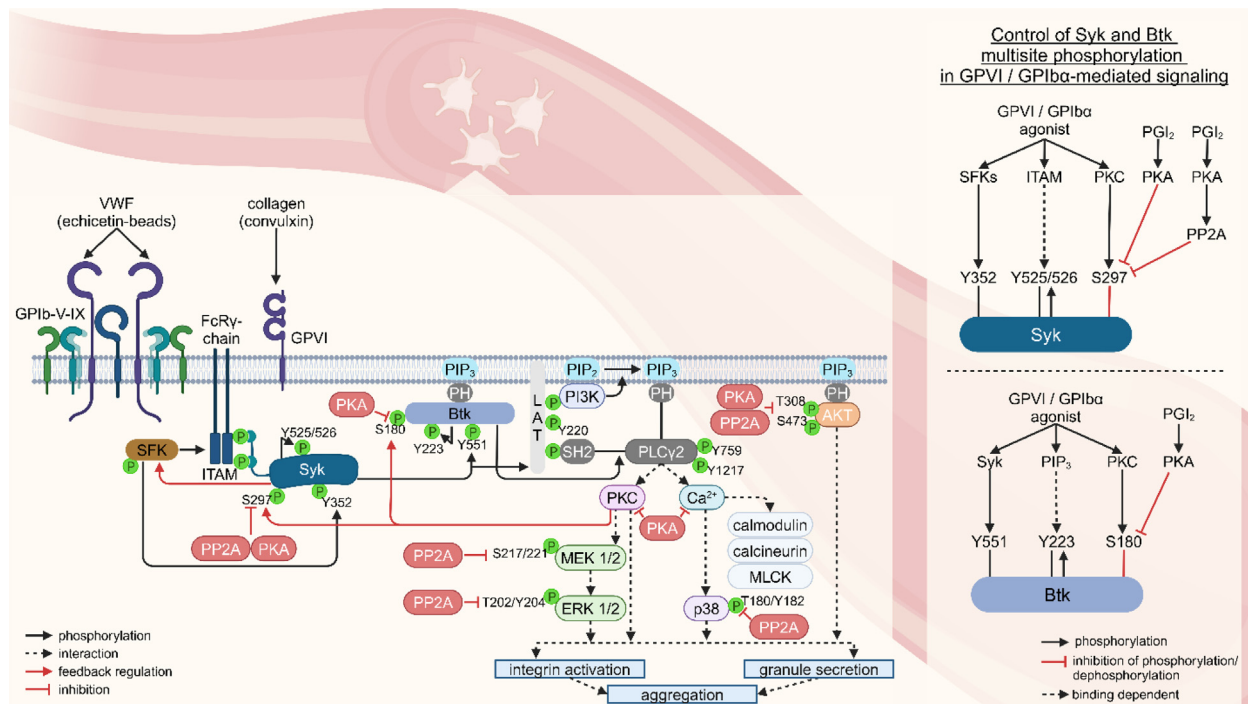 Control of Syk and Btk
multisite phosphorylation
in GPVI / GPIbα-mediated signaling
GPVI / GPIbα
agonist
PGI₂
PGI₂
SFKs
ITAM
PKC
PKA
PKA
PP2A
Y352
Y525/526
S297
Syk
GPVI / GPIbα
agonist
PGI₂
Syk
PIP₃
PKC
PKA
Y551
Y223
S180
Btk
phosphorylation
inhibition of phosphorylation/
dephosphorylation
binding dependent
VWF
(echicetin-beads)
collagen
(convulxin)
GPIb-V-IX
FcRγ-
chain
GPVI
PIP₃
PIP₂
PIP₃
PIP₃
PH
PH
PH
PKA
Btk
S180
Y223
Y551
LAT
P
PI3K
P
Y220
P
SH2
PLCγ2
P
Y759
P
Y1217
PKA
PP2A
T308
S473
P
P
AKT
P
P
P
SFK
P
P
P
ITAM
Y525/526
P
Syk
S297
P
P
Y352
PP2A
PKA
PKC
Ca²⁺
PKA
calmodulin
calcineurin
MLCK
PP2A
S217/221
P
MEK 1/2
PP2A
T202/Y204
P
ERK 1/2
p38
P
T180/Y182
PP2A
integrin activation
granule secretion
aggregation
phosphorylation
interaction
feedback regulation
inhibition